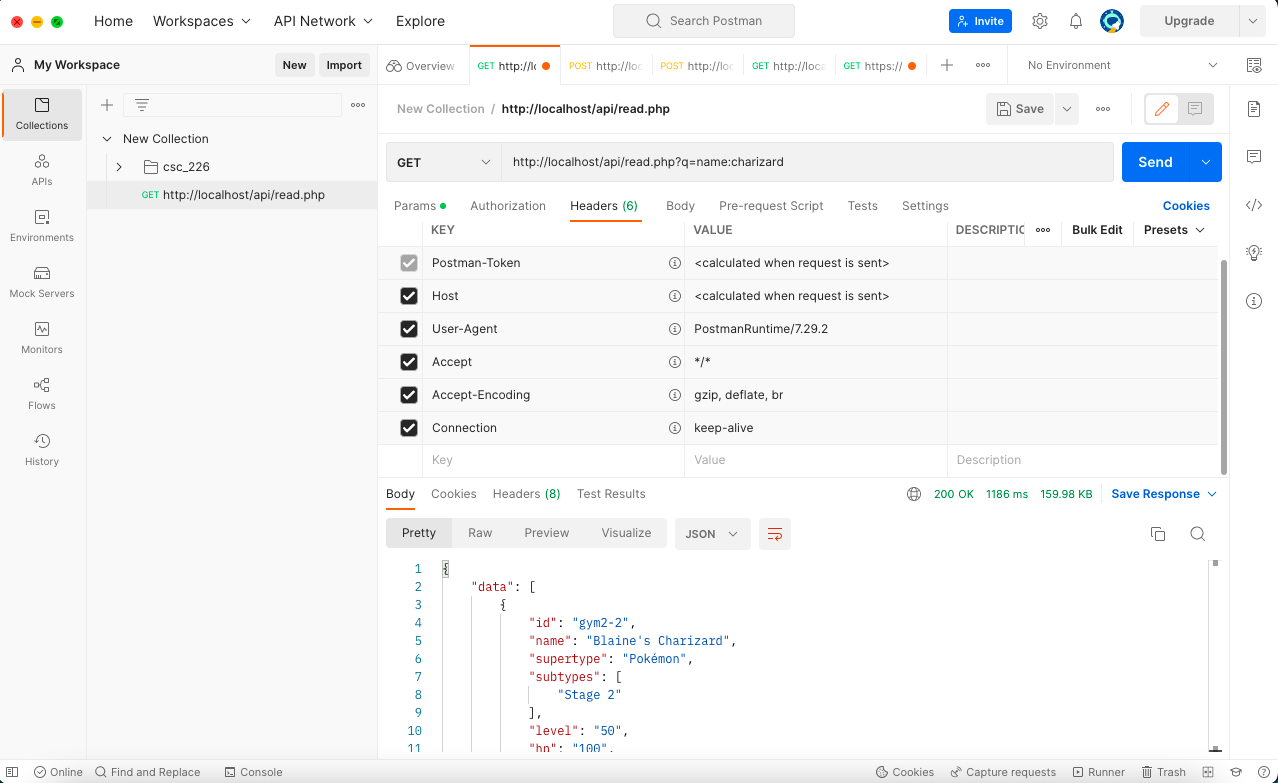 Home Workspaces API Network Explore Search Postman Invite Upgrade
My Workspace New Import
Overview GET http://lo POST http://loc POST http://loc GET http://loca GET https:// No Environment
Collections
APIs
Environments
Mock Servers
Monitors
Flows
History
New Collection
csc_226
GET http://localhost/api/read.php
New Collection / http://localhost/api/read.php Save
GET http://localhost/api/read.php?q=name:charizard Send
Params Authorization Headers (6) Body Pre-request Script Tests Settings Cookies
KEY VALUE DESCRIPTIO Bulk Edit Presets
Postman-Token <calculated when request is sent>
Host <calculated when request is sent>
User-Agent PostmanRuntime/7.29.2
Accept */*
Accept-Encoding gzip, deflate, br
Connection keep-alive
Key Value Description
Body Cookies Headers (8) Test Results 200 OK 1186 ms 159.98 KB Save Response
Pretty Raw Preview Visualize JSON
1 {
2 "data": [
3 {
4 "id": "gym2-2",
5 "name": "Blaine's Charizard",
6 "supertype": "Pokémon",
7 "subtypes": [
8 "Stage 2"
9 ],
10 "level": "50",
11 "hp": "100",
Online Find and Replace Console Cookies Capture requests Runner Trash